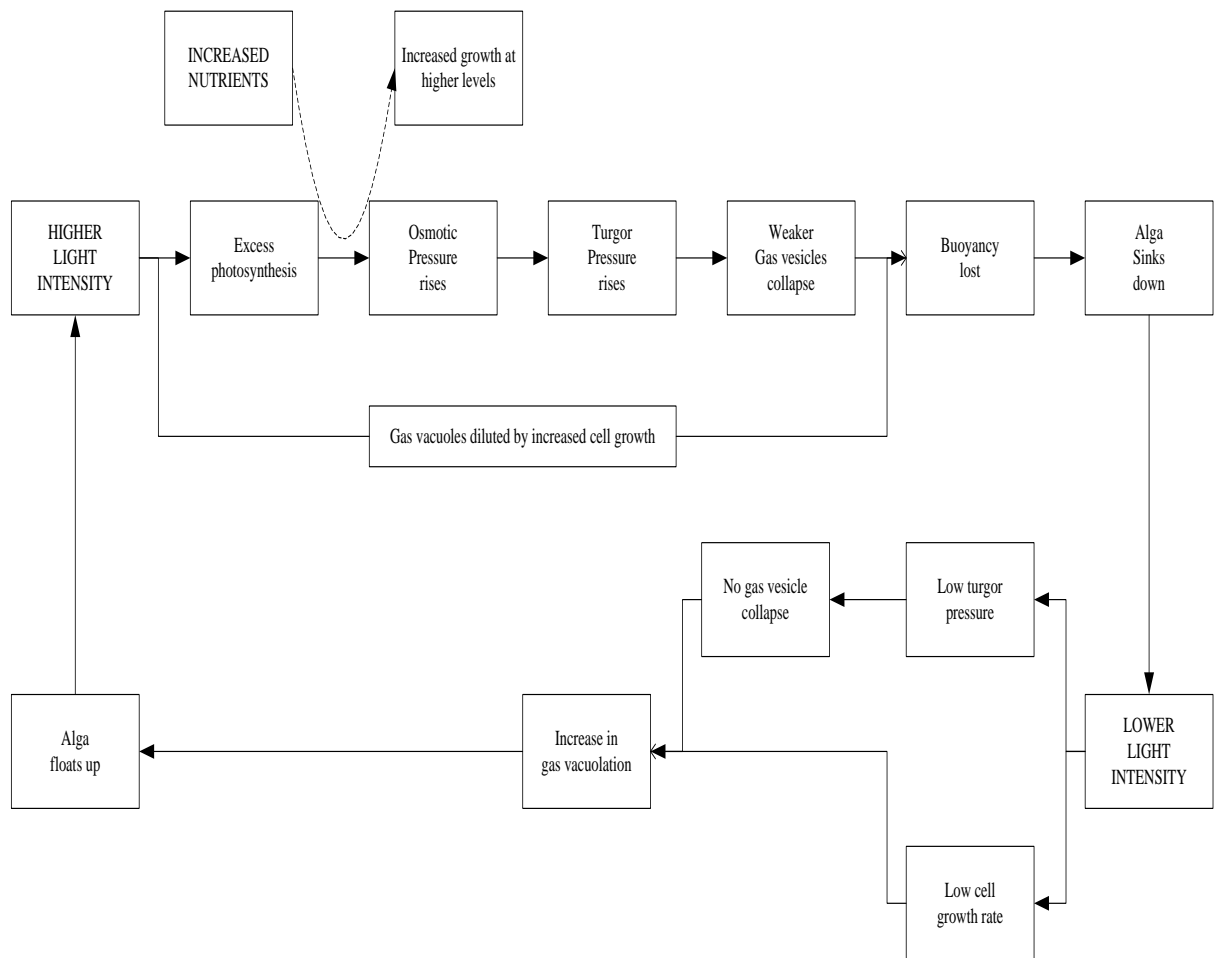 INCREASED
NUTRIENTS
Increased growth at
higher levels
HIGHER
LIGHT
INTENSITY
Excess
photosynthesis
Osmotic
Pressure
rises
Turgor
Pressure
rises
Weaker
Gas vesicles
collapse
Buoyancy
lost
Alga
Sinks
down
Gas vacuoles diluted by increased cell growth
No gas vesicle
collapse
Low turgor
pressure
Alga
floats up
Increase in
gas vacuolation
LOWER
LIGHT
INTENSITY
Low cell
growth rate